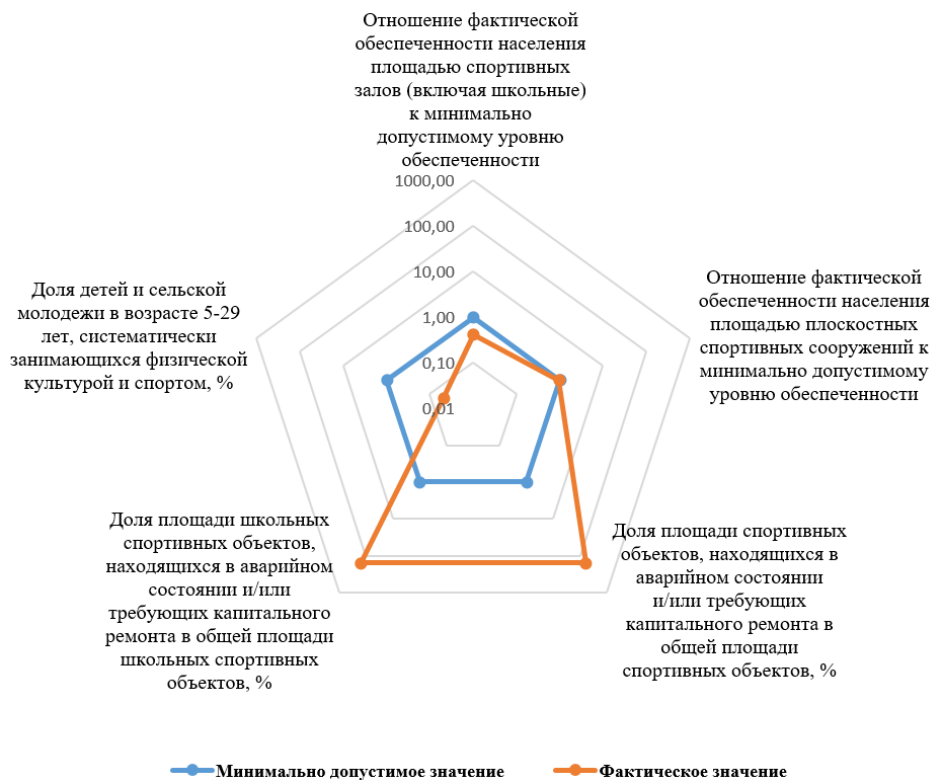 Отношение фактической
обеспеченности населения
площадью спортивных
залов (включая школьные)
к минимально
допустимому уровню
обеспеченности
1000,00
100,00
10,00
1,00
0,10
0,01
Отношение фактической
обеспеченности населения
площадью плоскостных
спортивных сооружений к
минимально допустимому
уровню обеспеченности
Доля площади спортивных
объектов, находящихся в
аварийном состоянии
и/или требующих
капитального ремонта в
общей площади
спортивных объектов, %
Доля площади школьных
спортивных объектов,
находящихся в аварийном
состоянии и/или
требующих капитального
ремонта в общей площади
школьных спортивных
объектов, %
Доля детей и сельской
молодежи в возрасте 5-29
лет, систематически
занимающихся физической
культурой и спортом, %
Минимально допустимое значение
Фактическое значение